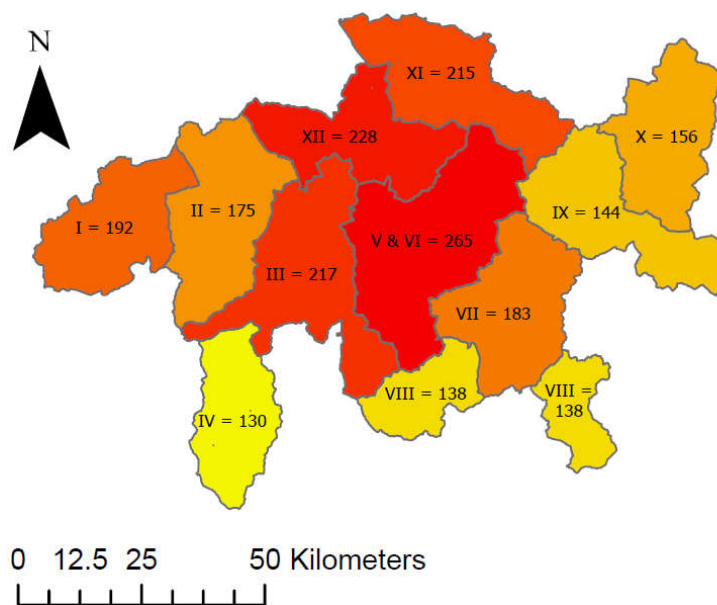 N
XI = 215
XII = 228
X = 156
I = 192
II = 175
IX = 144
V & VI = 265
III = 217
VII = 183
VIII = 138
VIII =
138
IV = 130
0 12.5 25 50 Kilometers